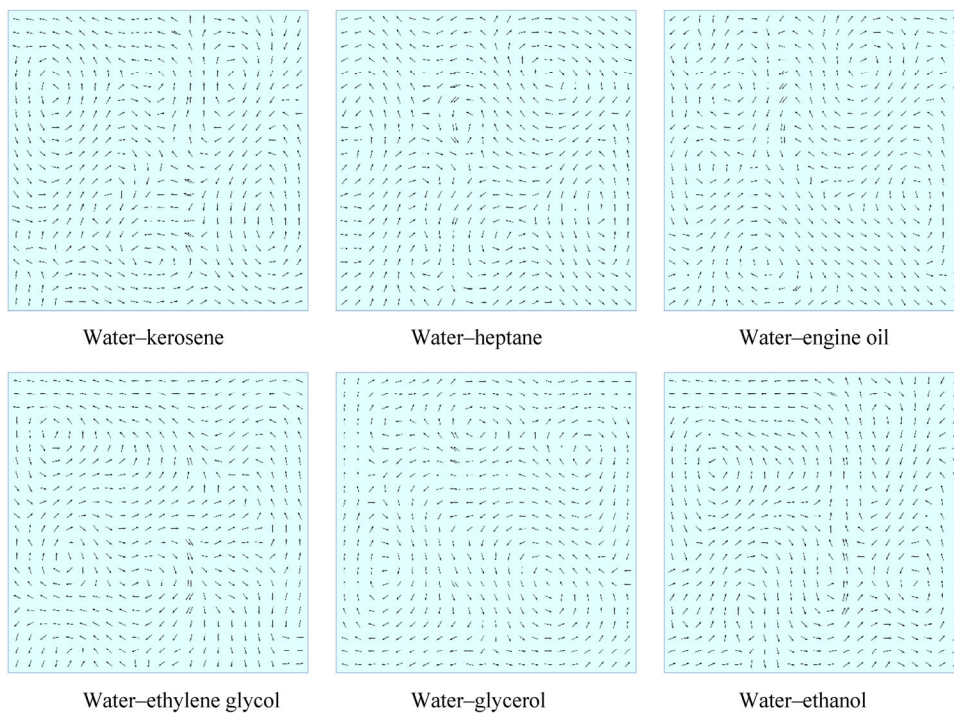 Water–kerosene
Water–heptane
Water–engine oil
Water–ethylene glycol
Water–glycerol
Water–ethanol